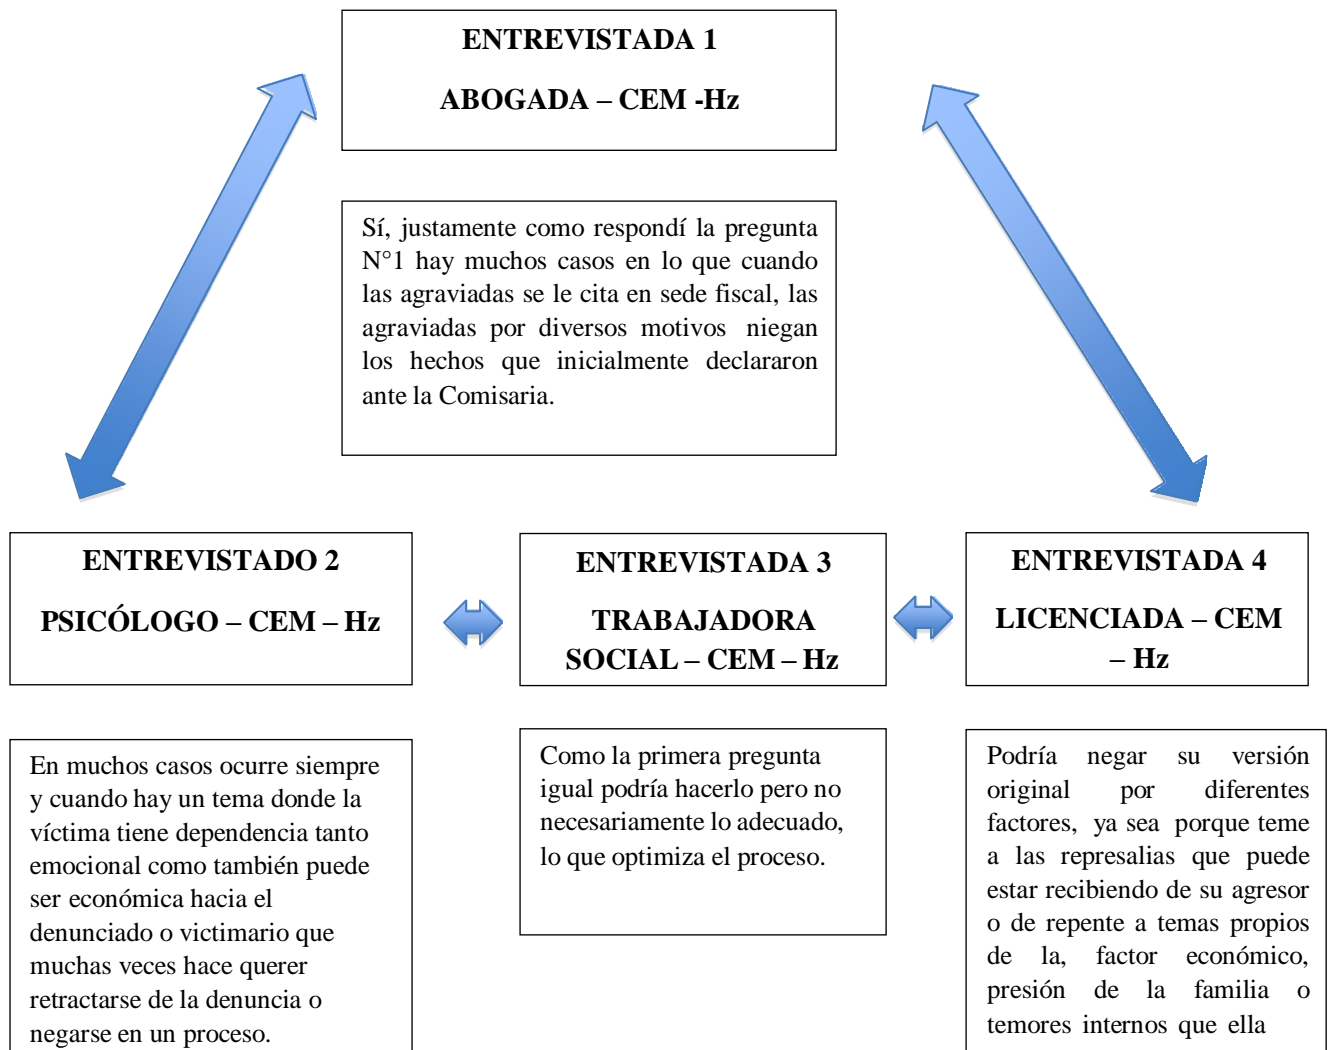 ENTREVISTADA 1
ABOGADA – CEM -Hz
Sí, justamente como respondí la pregunta
N°1 hay muchos casos en lo que cuando
las agraviadas se le cita en sede fiscal, las
agraviadas por diversos motivos niegan
los hechos que inicialmente declararon
ante la Comisaria.
ENTREVISTADO 2
PSICÓLOGO – CEM – Hz
En muchos casos ocurre siempre
y cuando hay un tema donde la
víctima tiene dependencia tanto
emocional como también puede
ser económica hacia el
denunciado o victimario que
muchas veces hace querer
retractarse de la denuncia o
negarse en un proceso.
ENTREVISTADA 3
TRABAJADORA
SOCIAL – CEM – Hz
Como la primera pregunta
igual podría hacerlo pero no
necesariamente lo adecuado,
lo que optimiza el proceso.
ENTREVISTADA 4
LICENCIADA – CEM
– Hz
Podría negar su versión
original por diferentes
factores, ya sea porque teme
a las represalias que puede
estar recibiendo de su agresor
o de repente a temas propios
de la, factor económico,
presión de la familia o
temores internos que ella